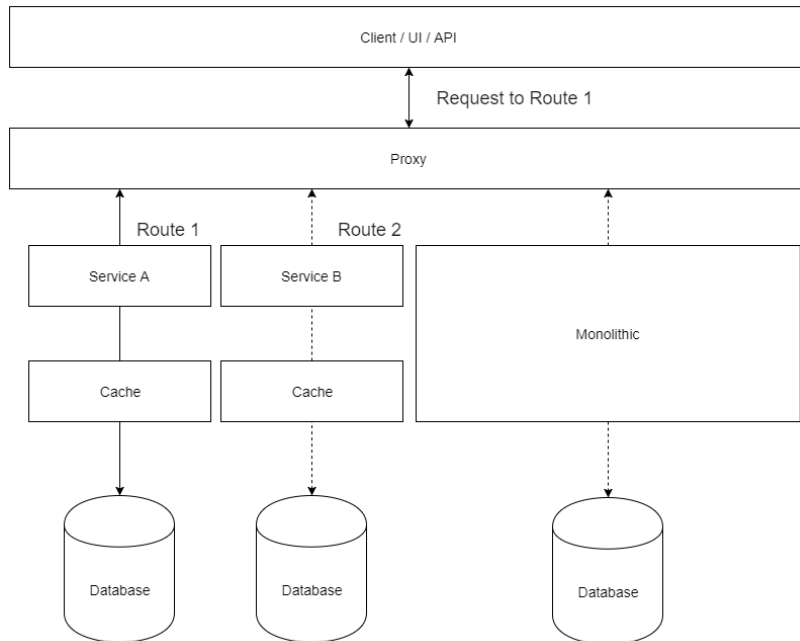 Client / UI / API
Request to Route 1
Proxy
Route 1
Route 2
Service A
Service B
Monolithic
Cache
Cache
Database
Database
Database